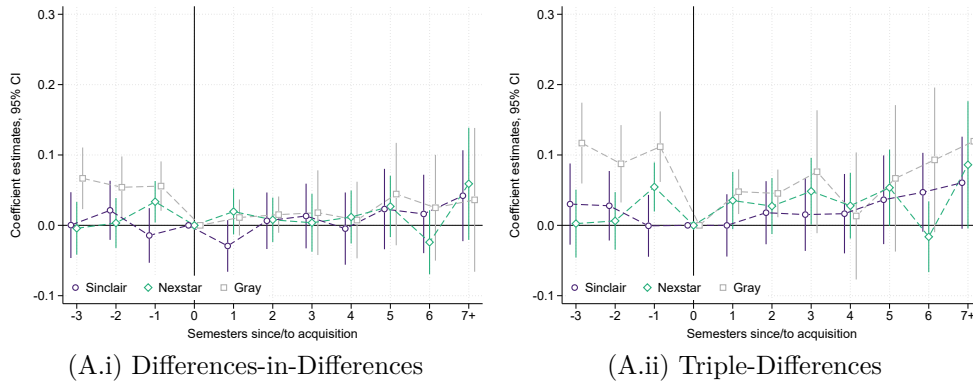 0.3
0.2
0.1
0.0
-0.1
Coefficient estimates, 95% CI
Sinclair Nexstar Gray
-3 -2 -1 0 1 2 3 4 5 6 7+
Semesters since/to acquisition
(A.i) Differences-in-Differences
0.3
0.2
0.1
0.0
-0.1
Coefficient estimates, 95% CI
Sinclair Nexstar Gray
-3 -2 -1 0 1 2 3 4 5 6 7+
Semesters since/to acquisition
(A.ii) Triple-Differences